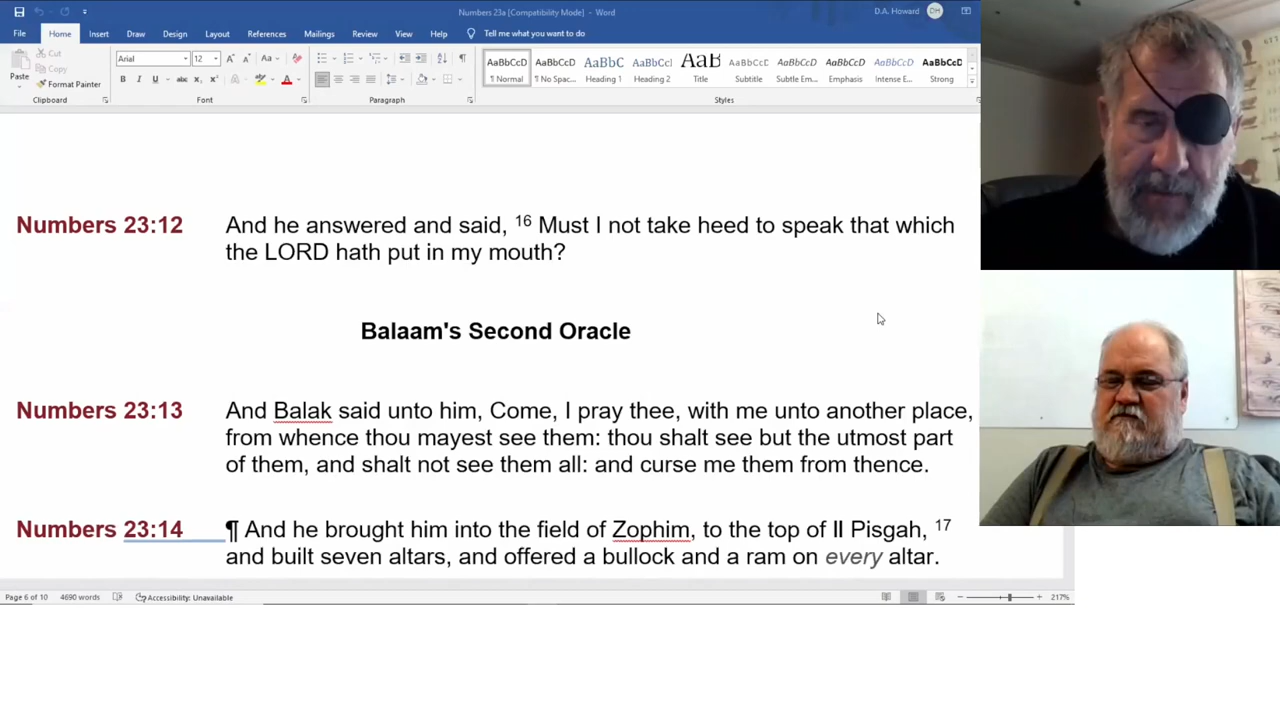 Numbers 23a [Compatibility Mode] - Word
D.A. Howard DH
File Home Insert Draw Design Layout References Mailings Review View Help Tell me what you want to do
Paste Cut Copy Format Painter
Arial 12
AaBbCcD AaBbCcD AaBbC AaBbCcD AaB AaBbCcD AaBbCcD AaBbCcD AaBbCcD AaBbCcD
¶ Normal ¶ No Spac... Heading 1 Heading 2 Title Subtitle Subtle Em... Emphasis Intense E... Strong
Clipboard Font Paragraph Styles
Numbers 23:12 And he answered and said, 16 Must I not take heed to speak that which
the LORD hath put in my mouth?
Balaam's Second Oracle
Numbers 23:13 And Balak said unto him, Come, I pray thee, with me unto another place,
from whence thou mayest see them: thou shalt see but the utmost part
of them, and shalt not see them all: and curse me them from thence.
Numbers 23:14 ¶ And he brought him into the field of Zophim, to the top of II Pisgah, 17
and built seven altars, and offered a bullock and a ram on every altar.
Page 6 of 10 4690 words Accessibility: Unavailable 217%